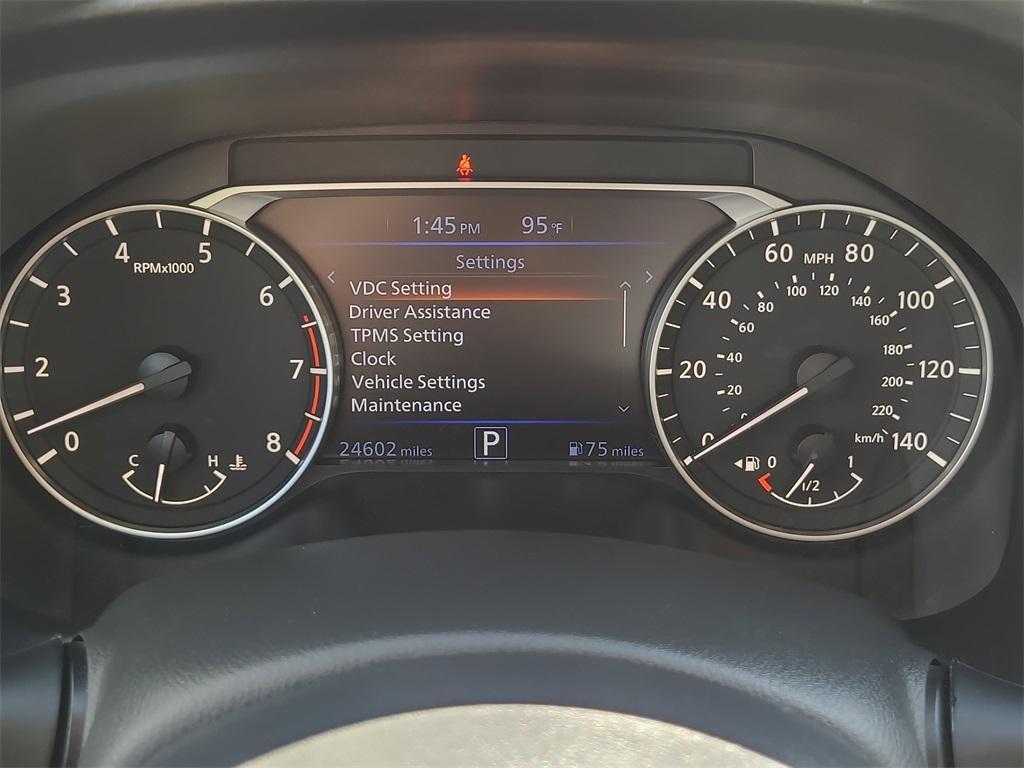 1:45 PM 95 °F
Settings
VDC Setting
Driver Assistance
TPMS Setting
Clock
Vehicle Settings
Maintenance
24602 miles P 75 miles
RPMx1000
0 2 3 4 5 6 7 8
C H
MPH
0 20 40 60 80 100 120 140
0 20 40 60 80 100 120 140 160 180 200 220
km/h
0 1/2 1